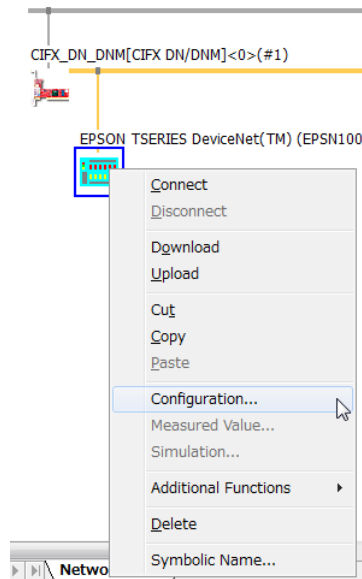 CIFX_DN_DNM[CIFX DN/DNM]<0>(#1)
EPSON TSERIES DeviceNet(TM) (EPSN100
Connect
Disconnect
Download
Upload
Cut
Copy
Paste
Configuration...
Measured Value...
Simulation...
Additional Functions
Delete
Symbolic Name...
Netwo